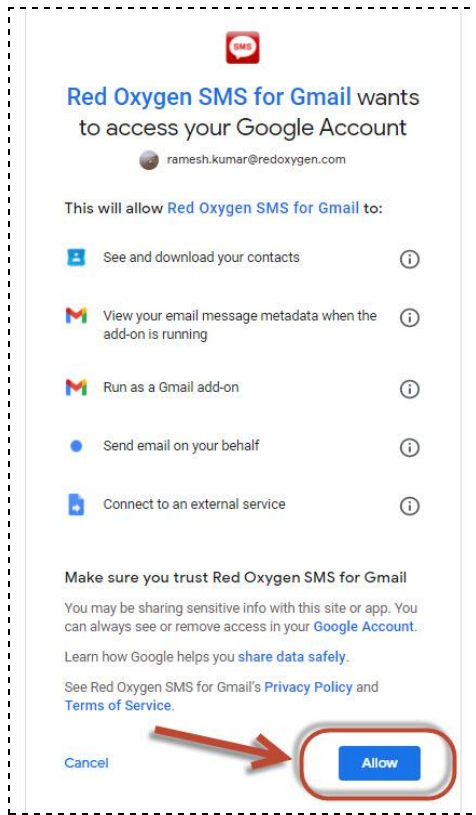 SMS
Red Oxygen SMS for Gmail wants
to access your Google Account
ramesh.kumar@redoxygen.com
This will allow Red Oxygen SMS for Gmail to:
See and download your contacts
View your email message metadata when the
add-on is running
Run as a Gmail add-on
Send email on your behalf
Connect to an external service
Make sure you trust Red Oxygen SMS for Gmail
You may be sharing sensitive info with this site or app. You
can always see or remove access in your Google Account.
Learn how Google helps you share data safely.
See Red Oxygen SMS for Gmail's Privacy Policy and
Terms of Service.
Cancel
Allow